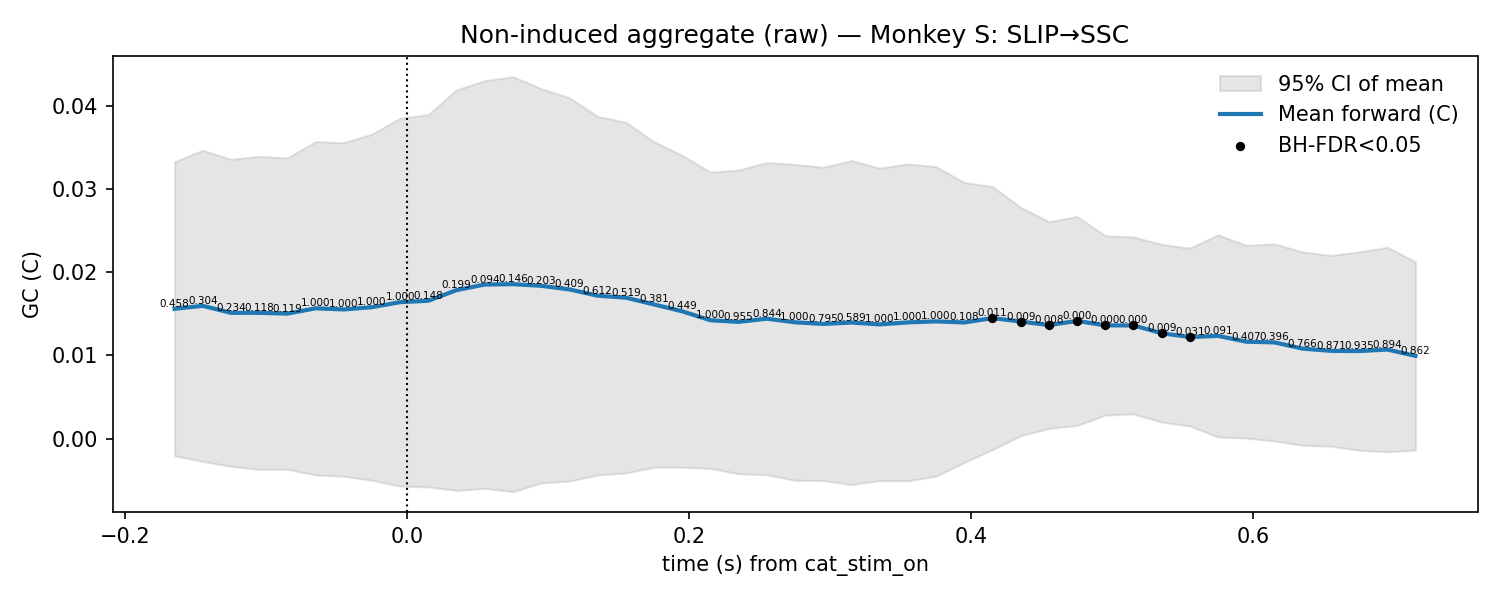 Non-induced aggregate (raw) — Monkey S: SLIP→SSC
GC (C)
0.04
0.03
0.02
0.01
0.00
95% CI of mean
Mean forward (C)
BH-FDR<0.05
0.458 0.304 0.234 0.118 0.119 1.000 1.000 1.000 1.000 0.148 0.199 0.094 0.146 0.203 0.409 0.612 0.519 0.381 0.449 1.000 0.955 0.844 1.000 0.795 0.589 1.000 1.000 1.000 0.108 0.011 0.009 0.008 0.000 0.000 0.000 0.009 0.031 0.091 0.407 0.396 0.766 0.871 0.935 0.894 0.862
−0.2 0.0 0.2 0.4 0.6
time (s) from cat_stim_on